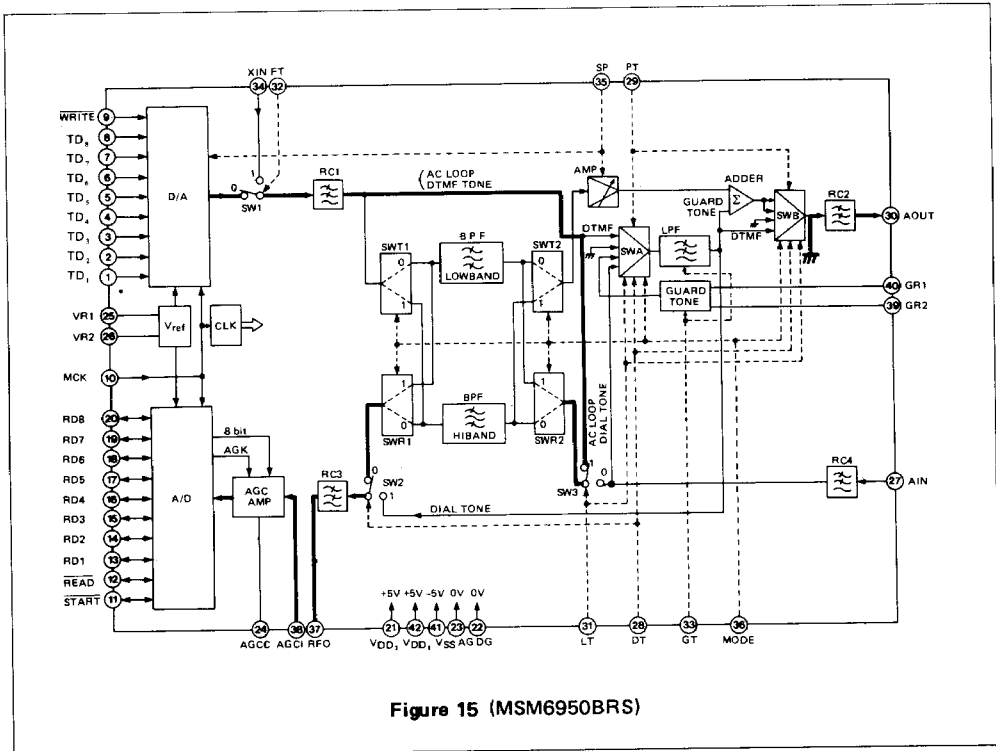 XIN FT
34 32
SP PT
35 29
WRITE 9
TD8 8
TD7 7
TD6 6
TD5 5
TD4 4
TD3 3
TD2 2
TD1 1
D/A
1
0
SW1
RC1
AC LOOP
DTMF TONE
AMP
ADDER
GUARD
TONE
Σ
RC2
30 AOUT
SWB
DTMF
DTMF
SWA
LPF
GUARD
TONE
40 GR1
39 GR2
SWT1
0
1
BPF
LOWBAND
SWT2
0
1
VR1 25
VR2 26
Vref
CLK
MCK 10
SWR1
1
0
BPF
HIBAND
SWR2
1
0
AC LOOP
DIAL TONE
1
0
SW3
RC4
27 AIN
RD8 20
RD7 19
RD6 18
RD5 17
RD4 16
RD3 15
RD2 14
RD1 13
READ 12
START 11
A/D
8 bit
AGK
AGC
AMP
RC3
0
SW2
1
DIAL TONE
+5V +5V -5V 0V 0V
24 38 37 21 42 41 23 22 31 28 33 36
AGCC AGCI RFO VDD2 VDD1 VSS AG DG LT DT GT MODE
Figure 15 (MSM6950BRS)